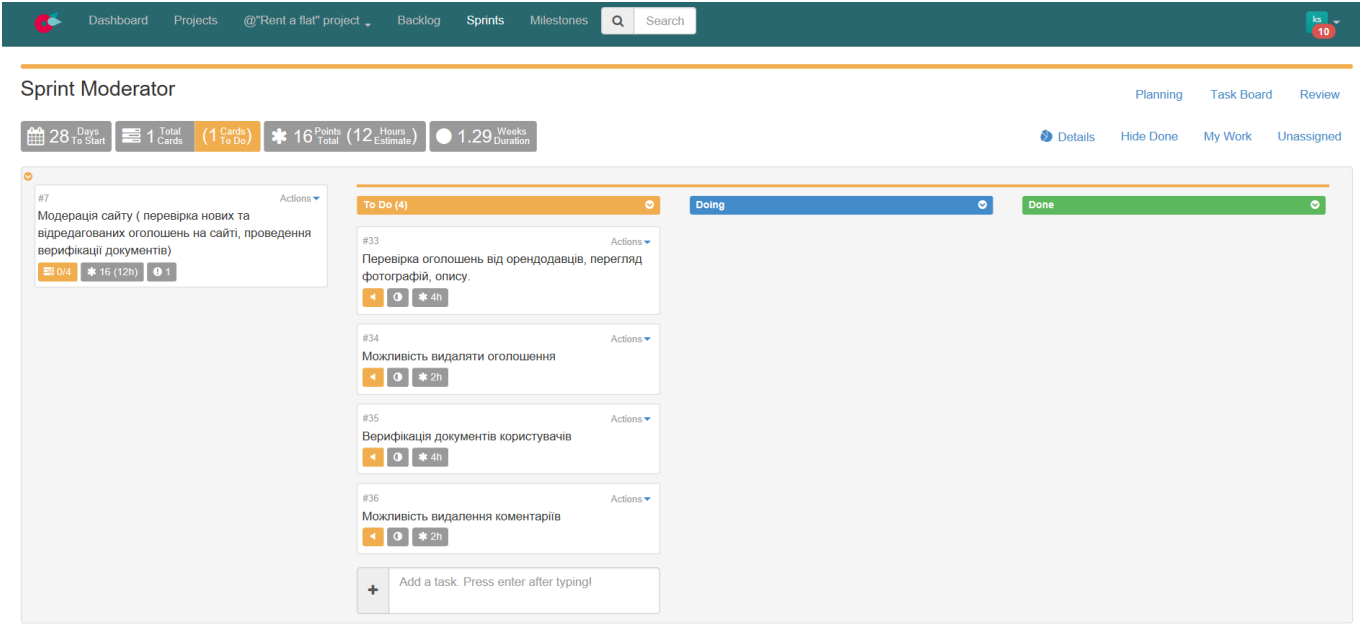 Dashboard Projects @"Rent a flat" project Backlog Sprints Milestones Search
ks
10
Sprint Moderator
Planning Task Board Review
28 Days To Start 1 Total Cards (1 Cards To Do) 16 Points Total (12 Hours Estimate) 1.29 Weeks Duration
Details Hide Done My Work Unassigned
#7 Actions
Модерація сайту ( перевірка нових та
відредагованих оголошень на сайті, проведення
верифікації документів)
0/4 16 (12h) 1
To Do (4) Doing Done
#33 Actions
Перевірка оголошень від орендодавців, перегляд
фотографій, опису.
4h
#34 Actions
Можливість видаляти оголошення
2h
#35 Actions
Верифікація документів користувачів
4h
#36 Actions
Можливість видалення коментаріїв
2h
Add a task. Press enter after typing!